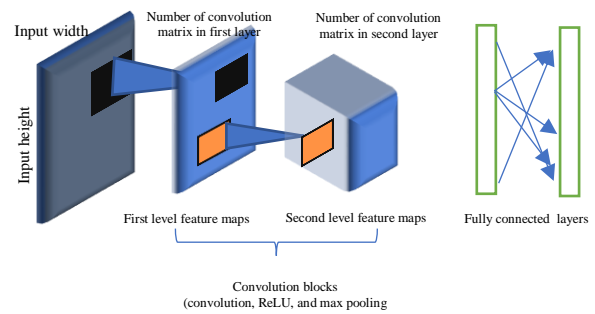 Input width
Number of convolution
matrix in first layer
Number of convolution
matrix in second layer
Input height
First level feature maps
Second level feature maps
Fully connected layers
Convolution blocks
(convolution, ReLU, and max pooling